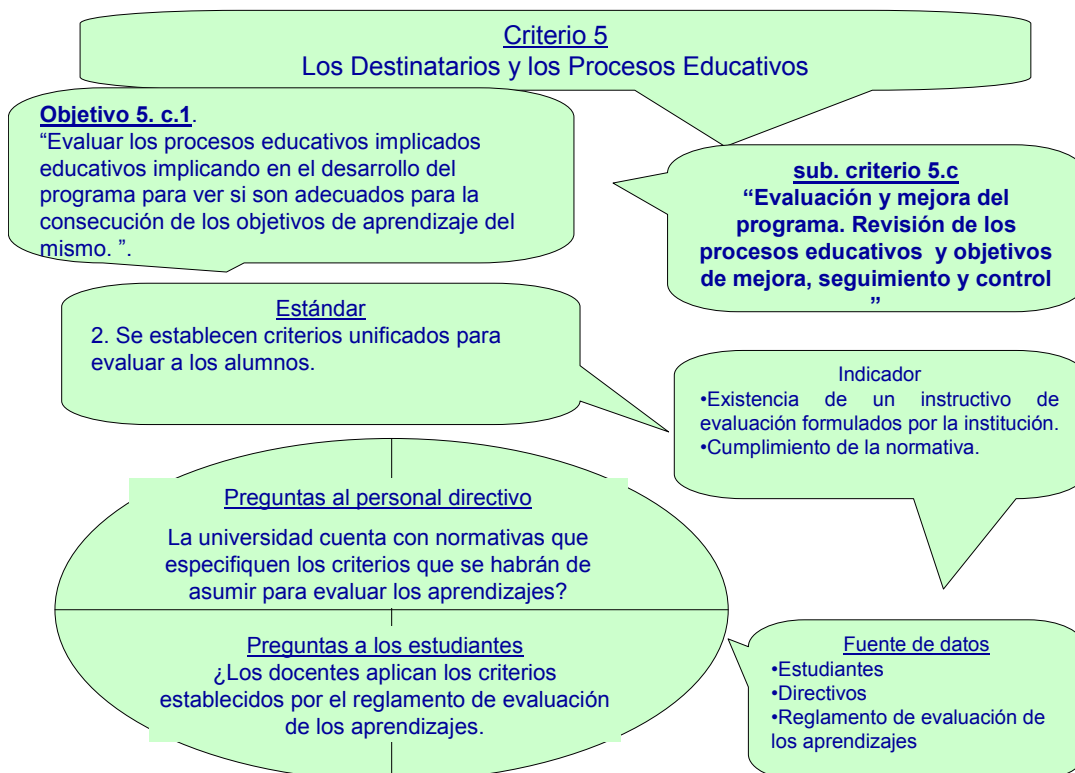 Criterio 5
Los Destinatarios y los Procesos Educativos
Objetivo 5. c.1.
“Evaluar los procesos educativos implicados
educativos implicando en el desarrollo del
programa para ver si son adecuados para la
consecución de los objetivos de aprendizaje del
mismo. ”.
sub. criterio 5.c
“Evaluación y mejora del
programa. Revisión de los
procesos educativos y objetivos
de mejora, seguimiento y control
”
Estándar
2. Se establecen criterios unificados para
evaluar a los alumnos.
Indicador
•Existencia de un instructivo de
evaluación formulados por la institución.
•Cumplimiento de la normativa.
Preguntas al personal directivo
La universidad cuenta con normativas que
especifiquen los criterios que se habrán de
asumir para evaluar los aprendizajes?
Preguntas a los estudiantes
¿Los docentes aplican los criterios
establecidos por el reglamento de evaluación
de los aprendizajes.
Fuente de datos
•Estudiantes
•Directivos
•Reglamento de evaluación de
los aprendizajes